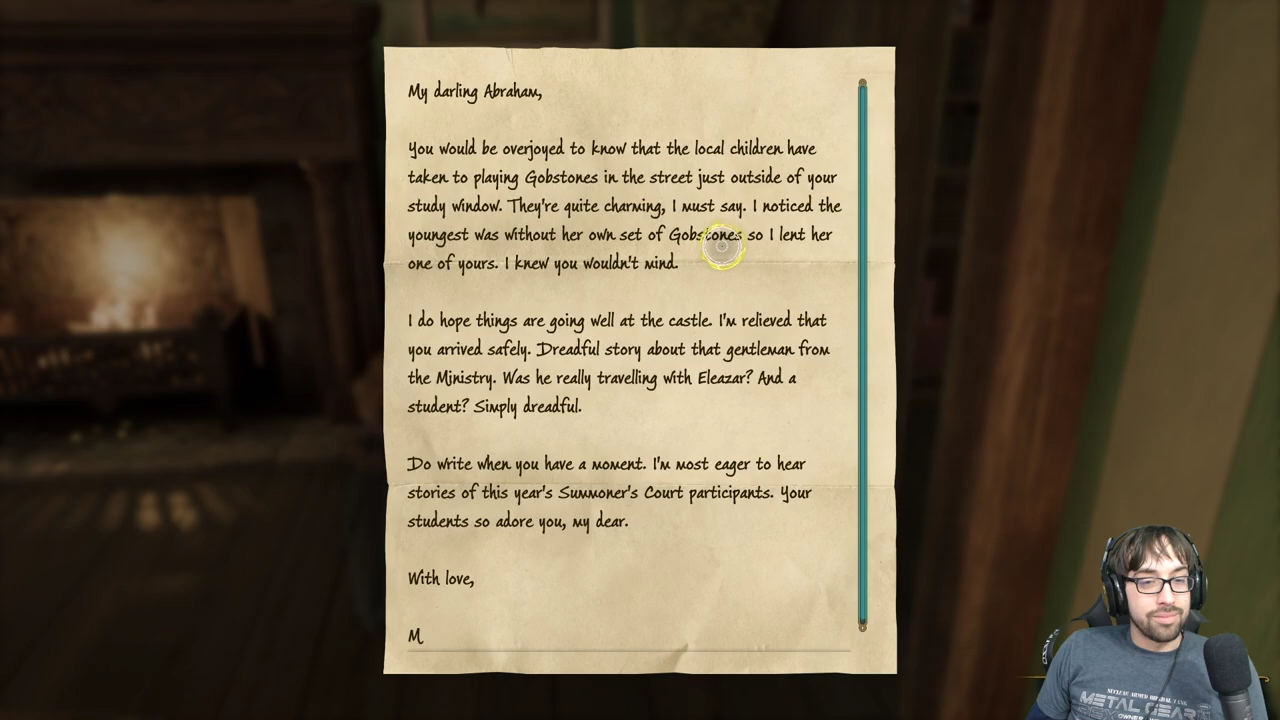 My darling Abraham,
You would be overjoyed to know that the local children have
taken to playing Gobstones in the street just outside of your
study window. They're quite charming, I must say. I noticed the
youngest was without her own set of Gobstones so I lent her
one of yours. I knew you wouldn't mind.
I do hope things are going well at the castle. I'm relieved that
you arrived safely. Dreadful story about that gentleman from
the Ministry. Was he really travelling with Eleazar? And a
student? Simply dreadful.
Do write when you have a moment. I'm most eager to hear
stories of this year's Summoner's Court participants. Your
students so adore you, my dear.
With love,
M
METAL GEAR